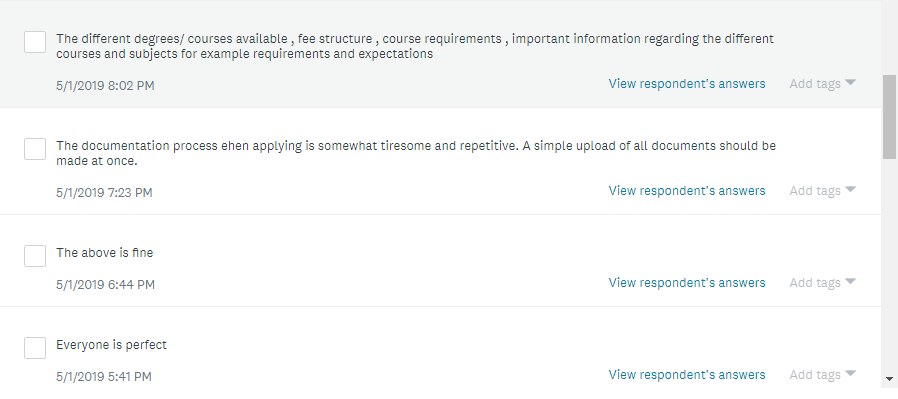 The different degrees/ courses available , fee structure , course requirements , important information regarding the different
courses and subjects for example requirements and expectations
5/1/2019 8:02 PM
View respondent's answers
Add tags
The documentation process ehen applying is somewhat tiresome and repetitive. A simple upload of all documents should be
made at once.
5/1/2019 7:23 PM
View respondent's answers
Add tags
The above is fine
5/1/2019 6:44 PM
View respondent's answers
Add tags
Everyone is perfect
5/1/2019 5:41 PM
View respondent's answers
Add tags